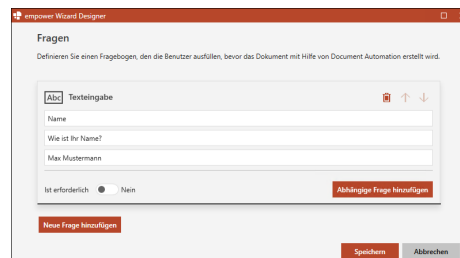 empower Wizard Designer
Fragen
Definieren Sie einen Fragebogen, den die Benutzer ausfüllen, bevor das Dokument mit Hilfe von Document Automation erstellt wird.
Abc Texteingabe
Name
Wie ist Ihr Name?
Max Mustermann
Ist erforderlich Nein Abhängige Frage hinzufügen
Neue Frage hinzufügen
Speichern Abbrechen